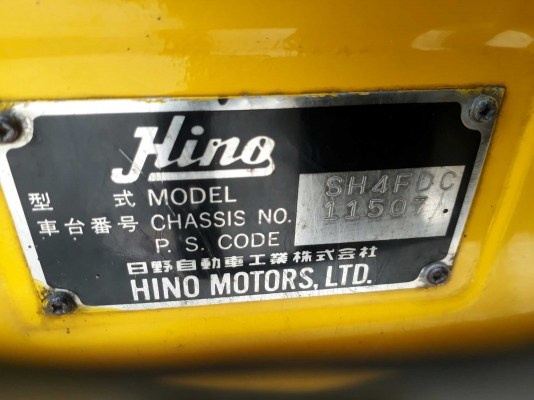 Hino
型 式 MODEL SH4FDC
車台番号 CHASSIS NO. 11507
P. S. CODE
日野自動車工業株式会社
HINO MOTORS, LTD.